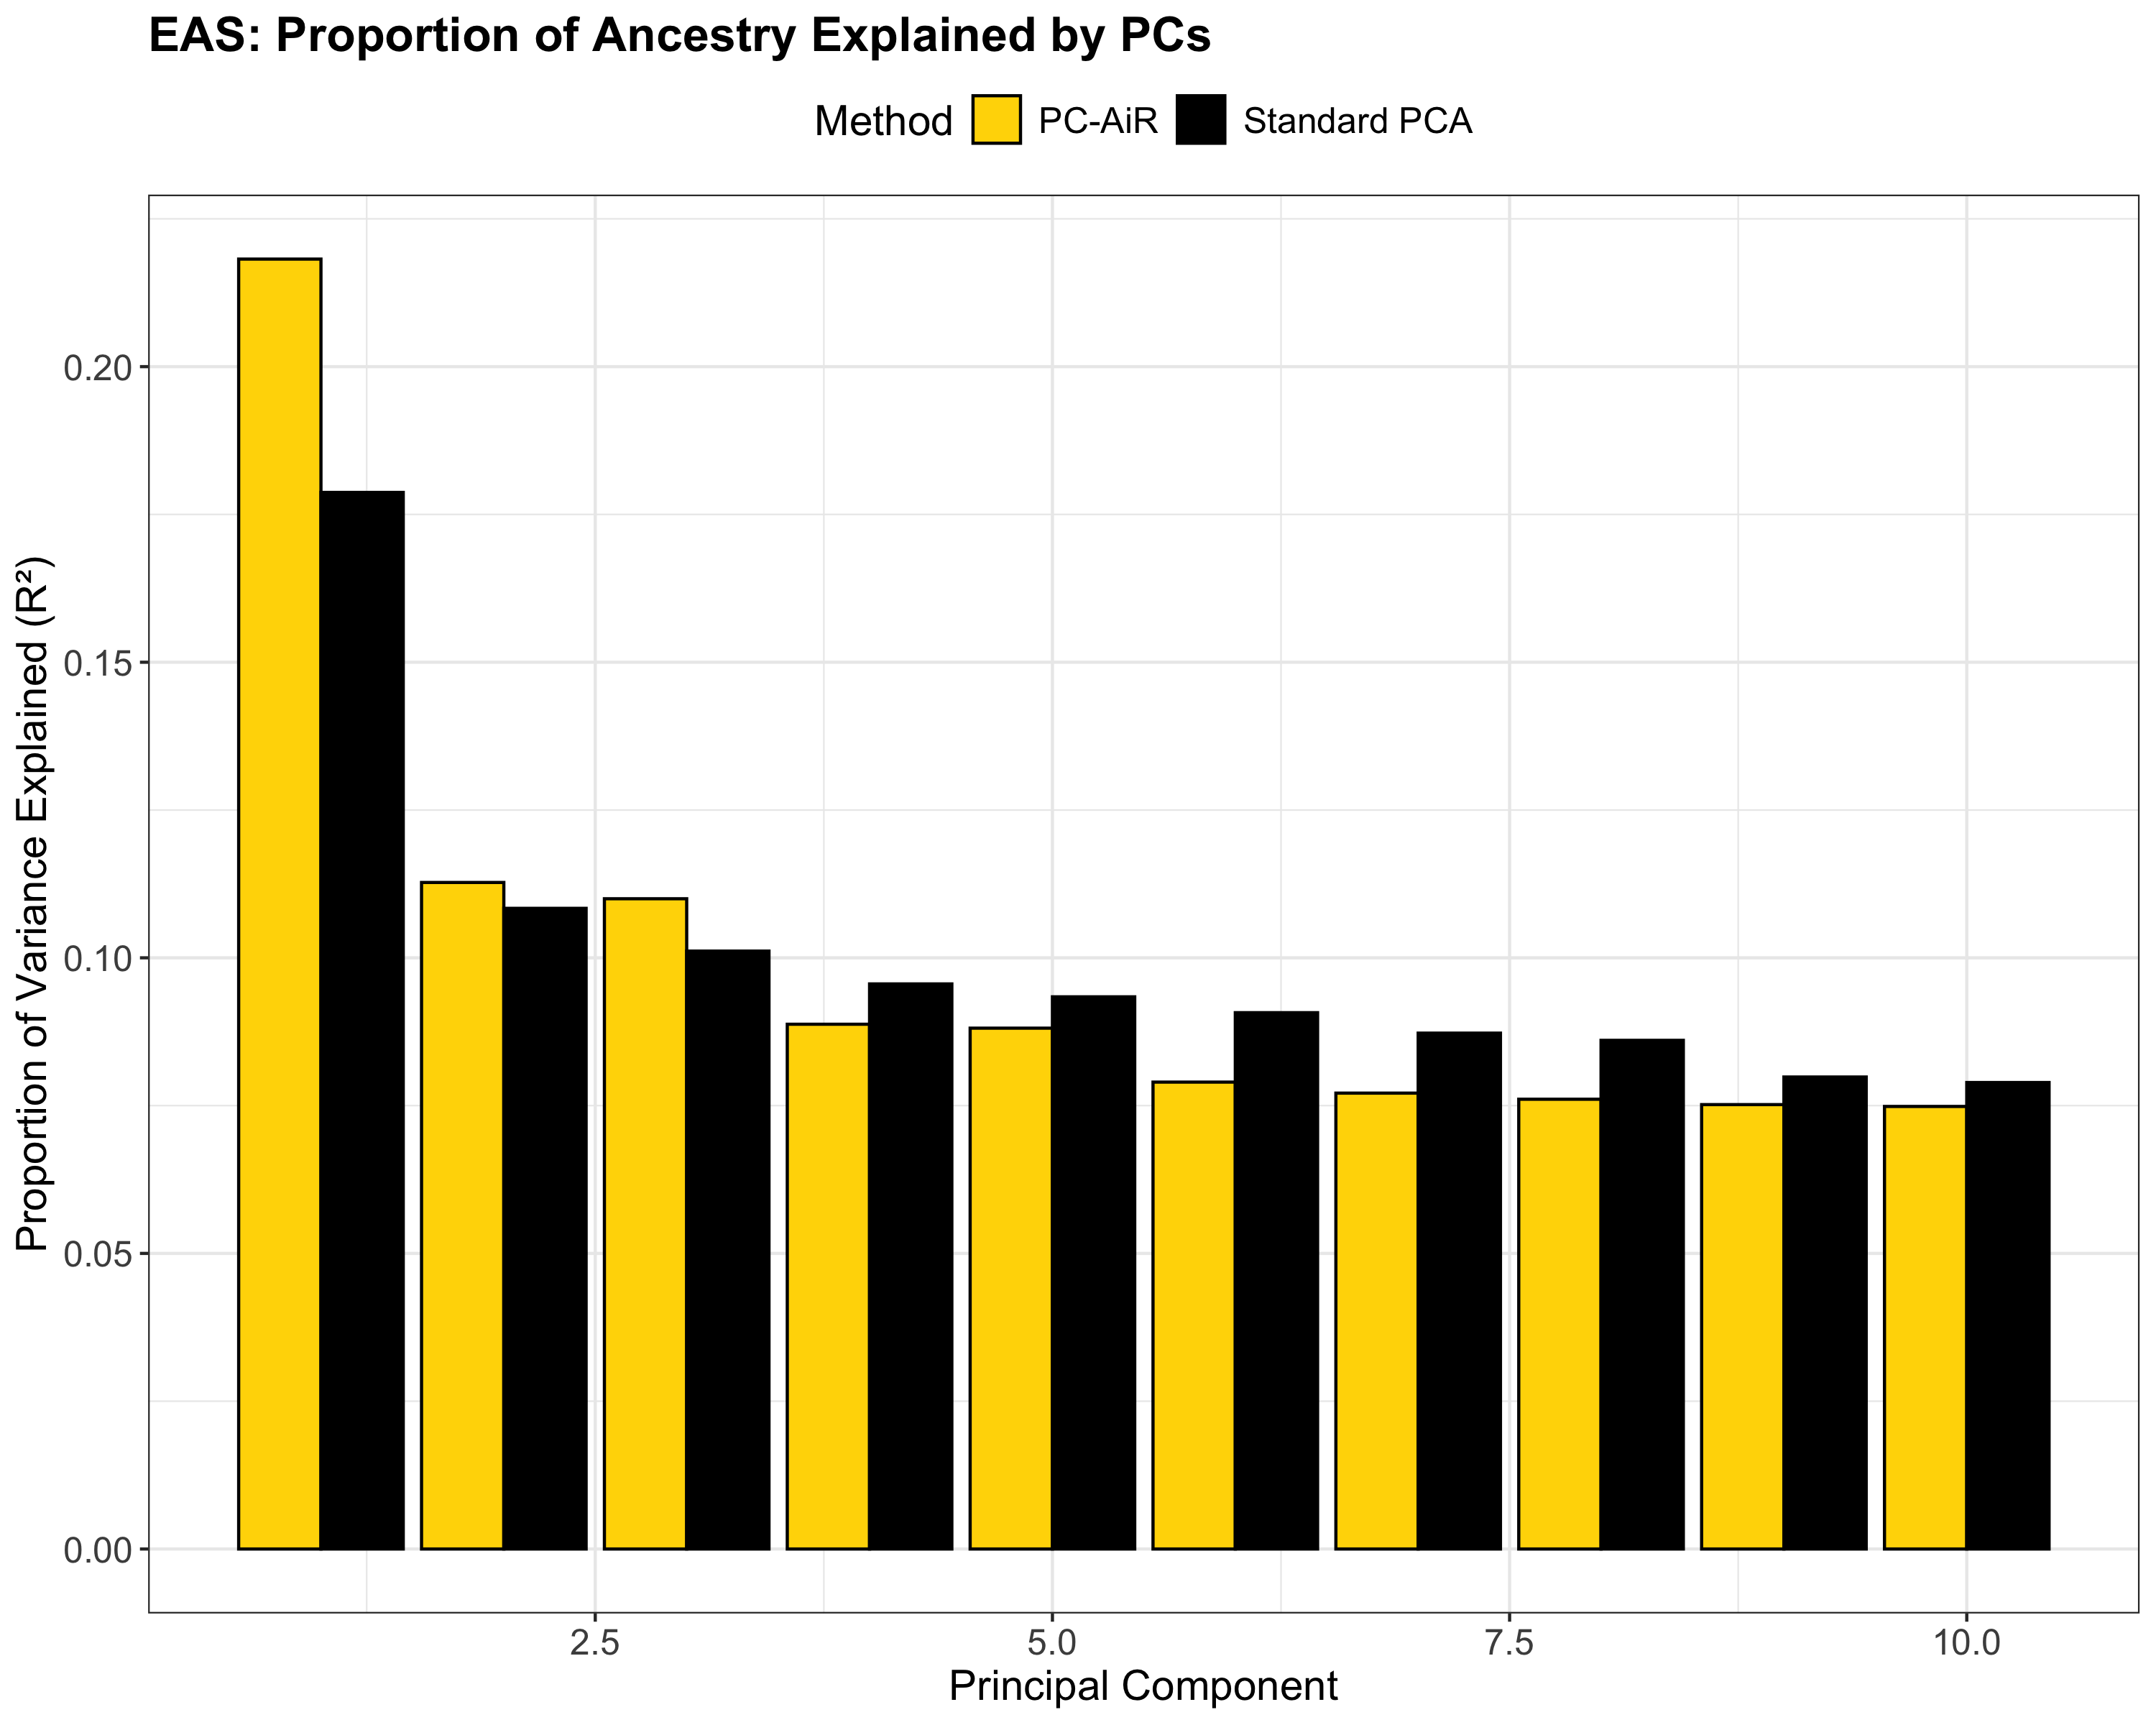 EAS: Proportion of Ancestry Explained by PCs
Method PC-AiR Standard PCA
Proportion of Variance Explained (R²)
0.20
0.15
0.10
0.05
0.00
2.5 5.0 7.5 10.0
Principal Component